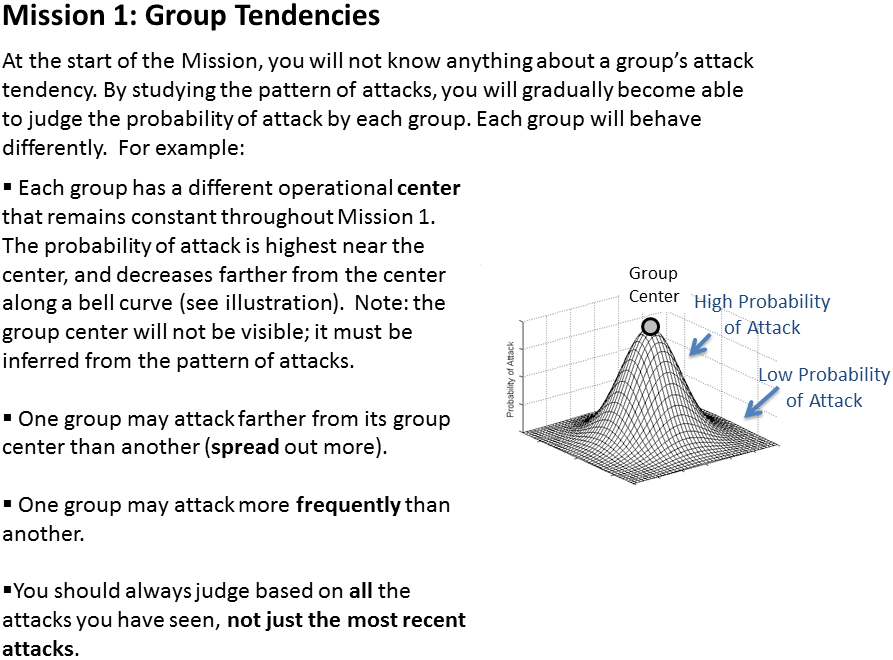 Mission 1: Group Tendencies
At the start of the Mission, you will not know anything about a group's attack
tendency. By studying the pattern of attacks, you will gradually become able
to judge the probability of attack by each group. Each group will behave
differently.  For example:
▪ Each group has a different operational center
that remains constant throughout Mission 1.
The probability of attack is highest near the
center, and decreases farther from the center
along a bell curve (see illustration).  Note: the
group center will not be visible; it must be
inferred from the pattern of attacks.
▪ One group may attack farther from its group
center than another (spread out more).
▪ One group may attack more frequently than
another.
▪You should always judge based on all the
attacks you have seen, not just the most recent
attacks.
Group
Center
High Probability
of Attack
Low Probability
of Attack
Probability of Attack